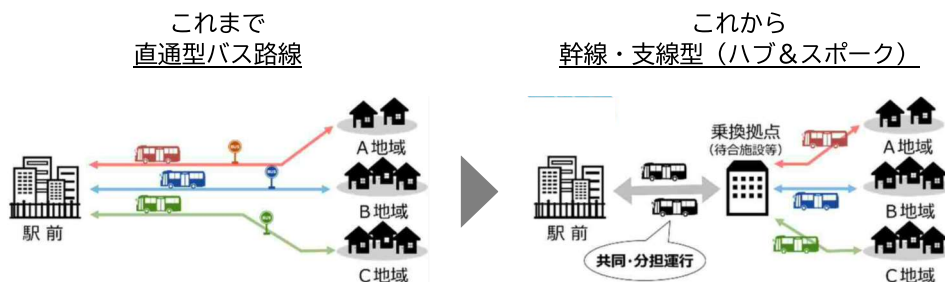 これまで
直通型バス路線
A地域
B地域
C地域
駅前
これから
幹線・支線型（ハブ＆スポーク）
乗換拠点
（待合施設等）
A地域
B地域
C地域
駅前
共同・分担運行